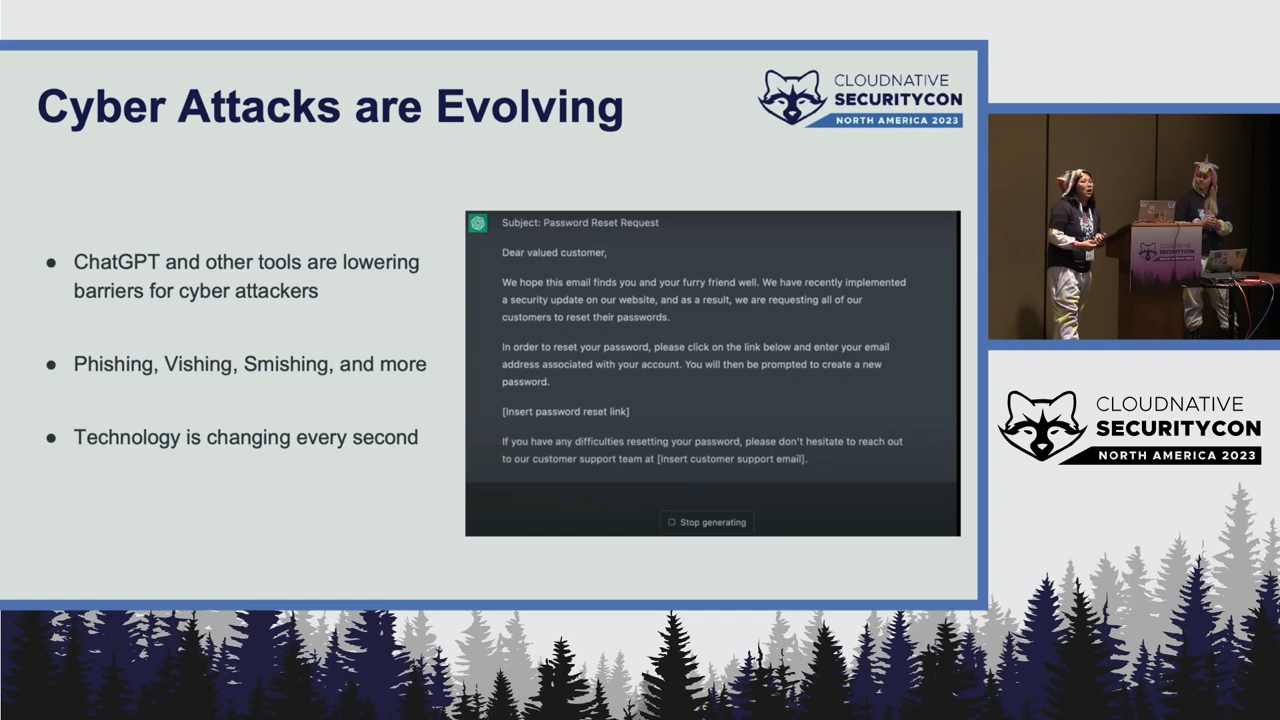 Cyber Attacks are Evolving
CLOUDNATIVE
SECURITYCON
NORTH AMERICA 2023
● ChatGPT and other tools are lowering
barriers for cyber attackers
● Phishing, Vishing, Smishing, and more
● Technology is changing every second
Subject: Password Reset Request
Dear valued customer,
We hope this email finds you and your furry friend well. We have recently implemented
a security update on our website, and as a result, we are requesting all of our
customers to reset their passwords.
In order to reset your password, please click on the link below and enter your email
address associated with your account. You will then be prompted to create a new
password.
[Insert password reset link]
If you have any difficulties resetting your password, please don't hesitate to reach out
to our customer support team at [Insert customer support email].
Stop generating
CLOUDNATIVE
SECURITYCON
NORTH AMERICA 2023